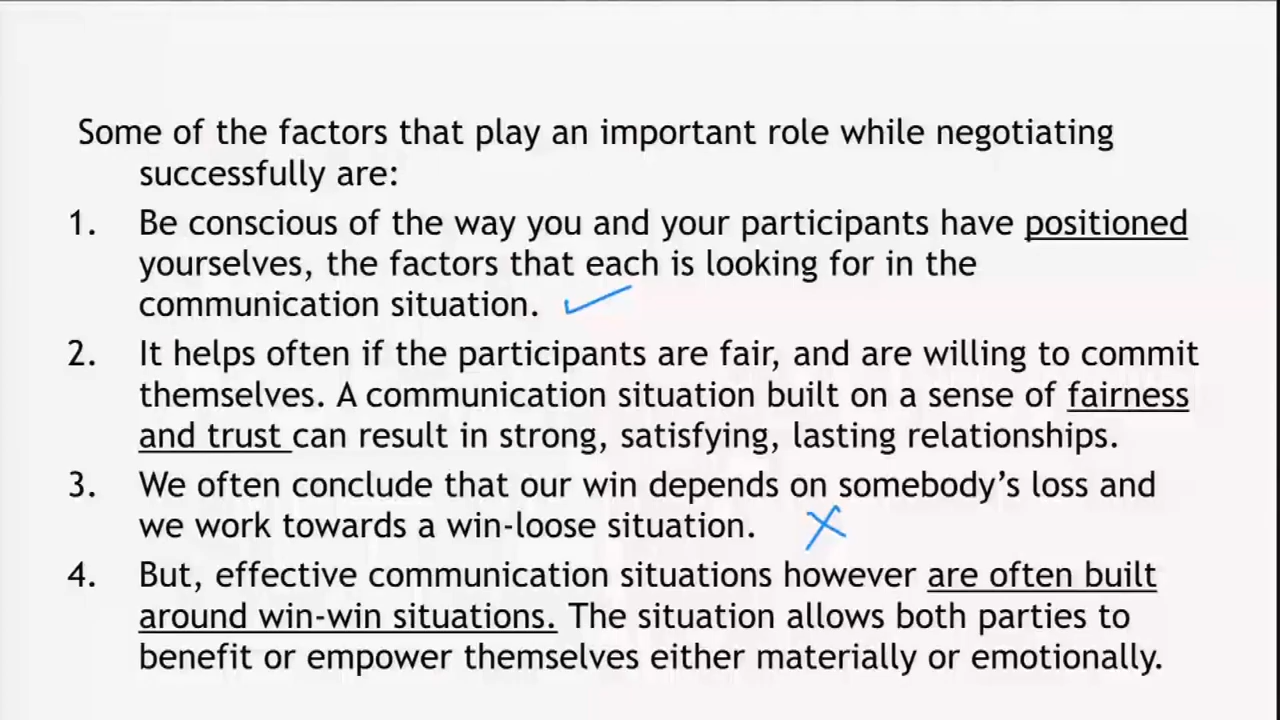 Some of the factors that play an important role while negotiating
successfully are:
1. Be conscious of the way you and your participants have positioned
yourselves, the factors that each is looking for in the
communication situation.
2. It helps often if the participants are fair, and are willing to commit
themselves. A communication situation built on a sense of fairness
and trust can result in strong, satisfying, lasting relationships.
3. We often conclude that our win depends on somebody’s loss and
we work towards a win-loose situation.
4. But, effective communication situations however are often built
around win-win situations. The situation allows both parties to
benefit or empower themselves either materially or emotionally.